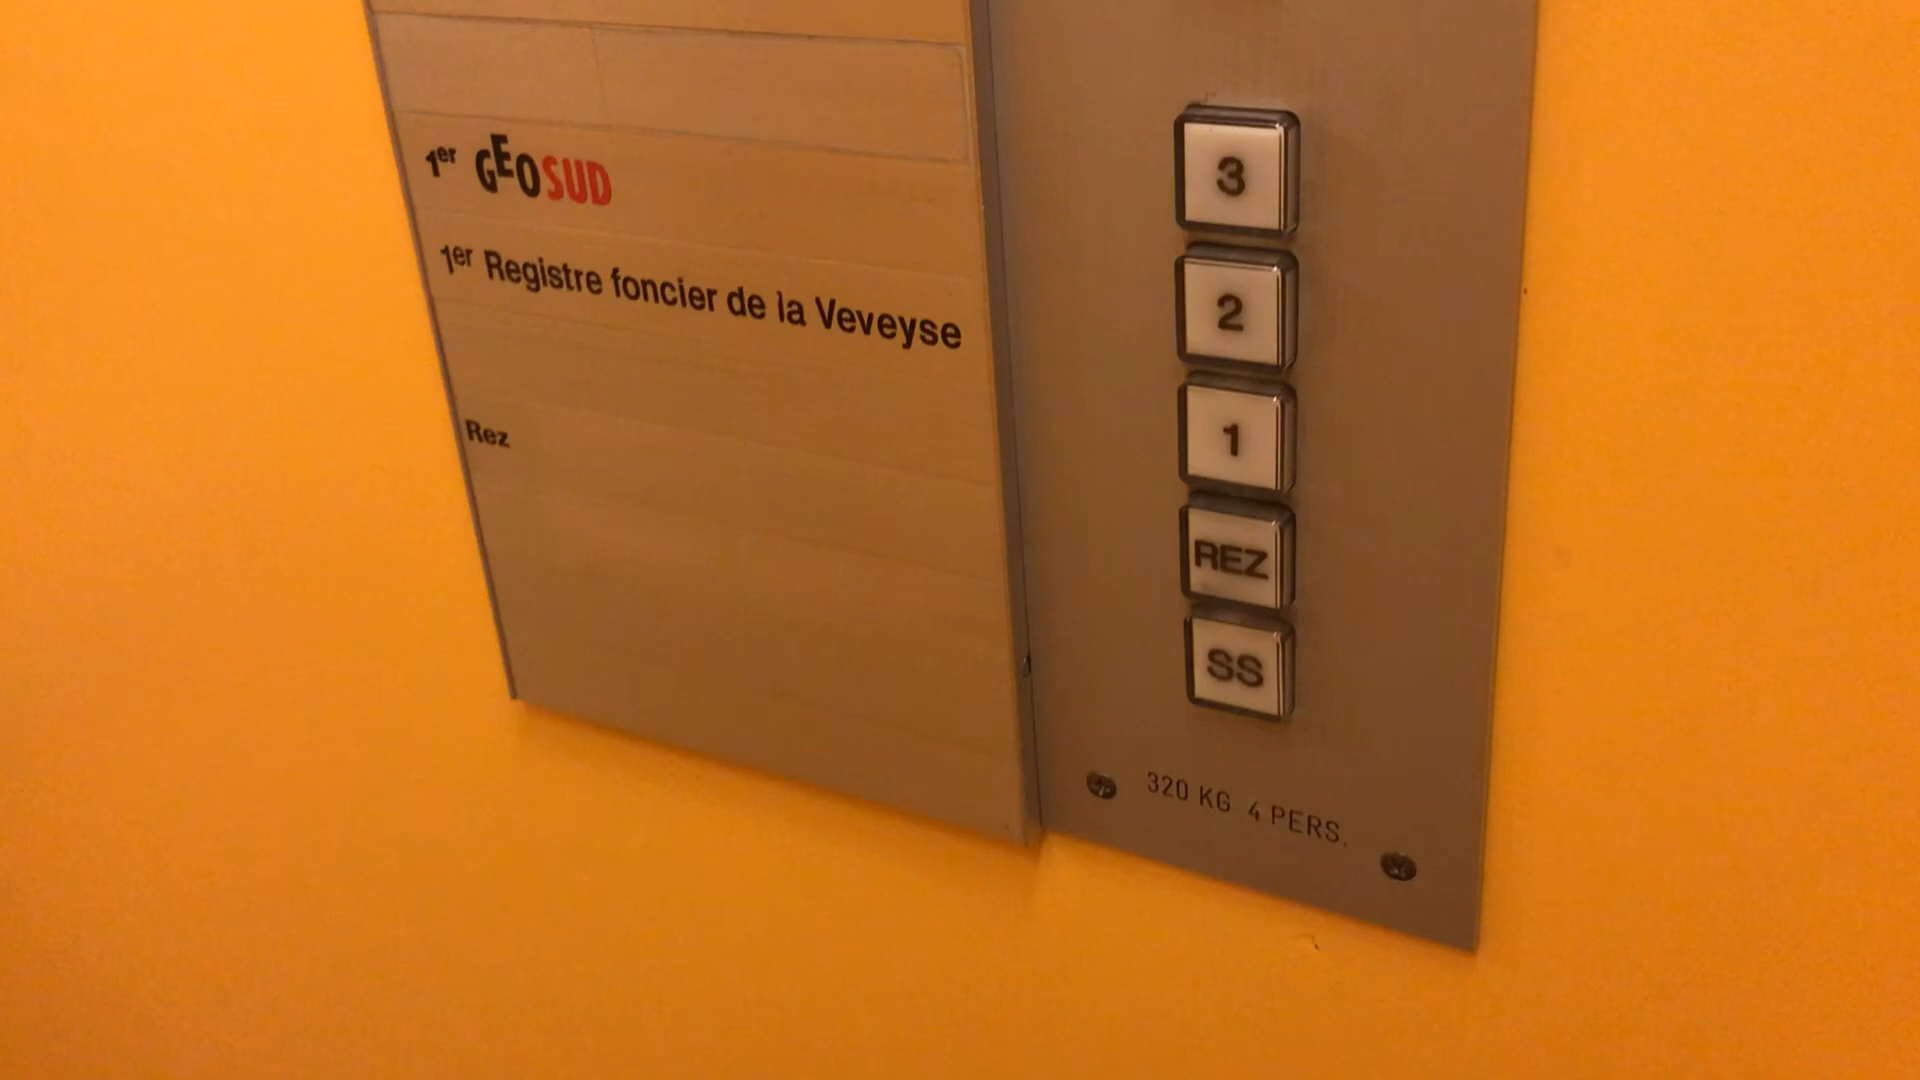 1er GEOSUD
1er Registre foncier de la Veveyse
Rez
3
2
1
REZ
SS
320 KG 4 PERS.